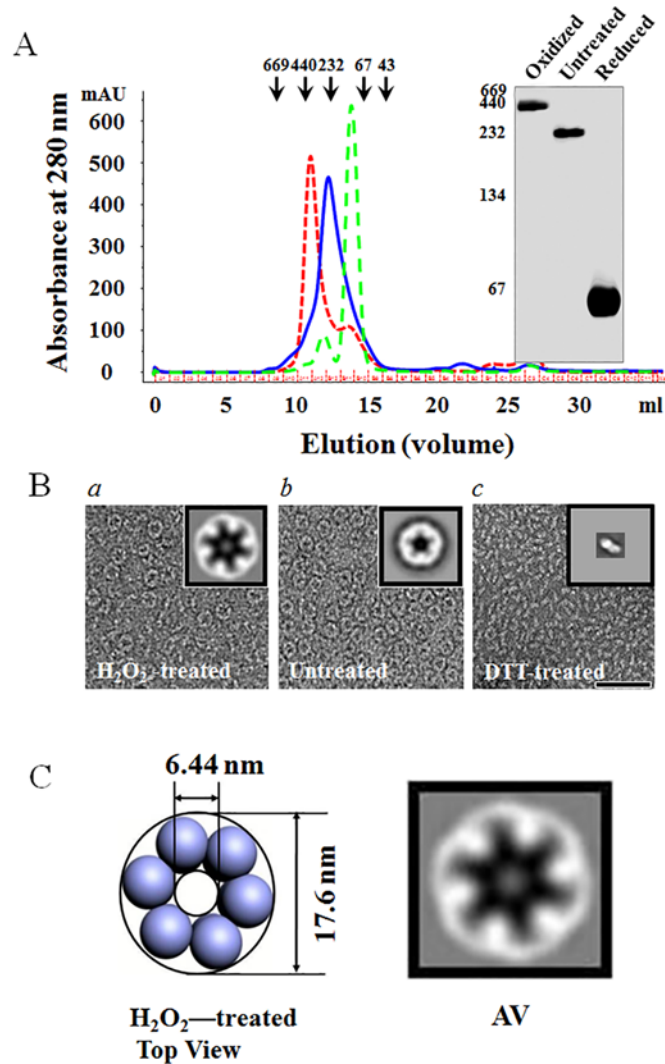 A
669 440 232 67 43
mAU
600
500
400
300
200
100
0
Absorbance at 280 nm
0 5 10 15 20 25 30 ml
Elution (volume)
Oxidized
Untreated
Reduced
669
440
232
134
67
B
a
b
c
H₂O₂ -treated
Untreated
DTT-treated
C
6.44 nm
17.6 nm
H₂O₂—treated
Top View
AV